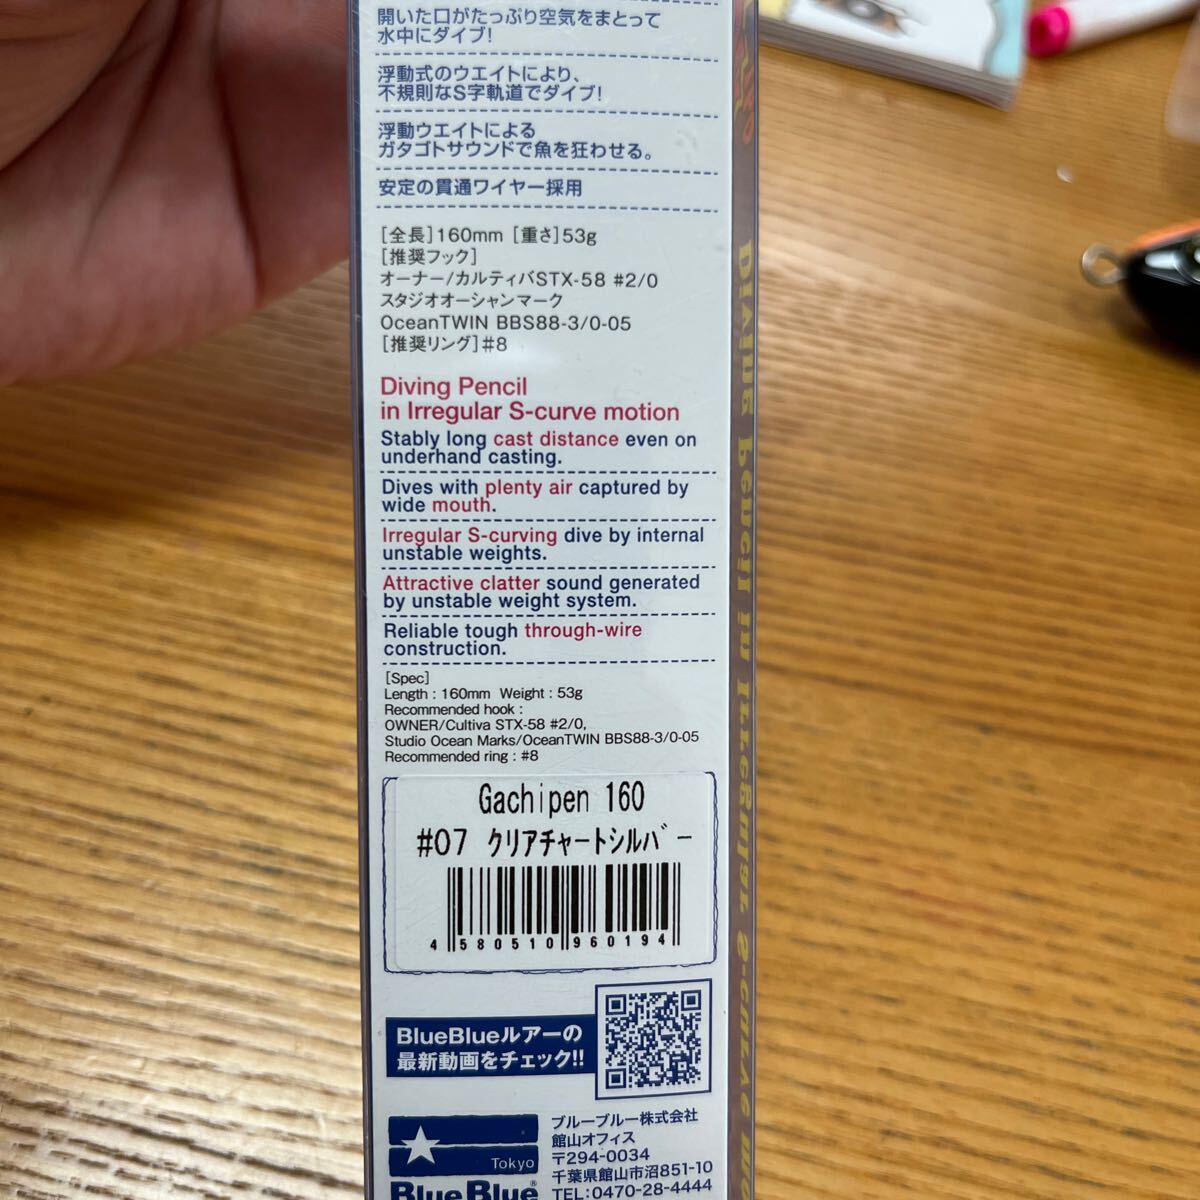 開いた口がたっぷり空気をまとって
水中にダイブ!
浮動式のウエイトにより、
不規則なS字軌道でダイブ!
浮動ウエイトによる
ガタゴトサウンドで魚を狂わせる。
安定の貫通ワイヤー採用
[全長]160mm [重さ]53g
[推奨フック]
オーナー/カルティバSTX-58 #2/0
スタジオオーシャンマーク
OceanTWIN BBS88-3/0-05
[推奨リング]#8
Diving Pencil
in Irregular S-curve motion
Stably long cast distance even on
underhand casting.
Dives with plenty air captured by
wide mouth.
Irregular S-curving dive by internal
unstable weights.
Attractive clatter sound generated
by unstable weight system.
Reliable tough through-wire
construction.
[Spec]
Length : 160mm Weight : 53g
Recommended hook :
OWNER/Cultiva STX-58 #2/0,
Studio Ocean Marks/OceanTWIN BBS88-3/0-05
Recommended ring : #8
Gachipen 160
#07 クリアチャートシルバー
4 580510 960194
BlueBlueルアーの
最新動画をチェック!!
Tokyo
BlueBlue®
ブルーブルー株式会社
館山オフィス
〒294-0034
千葉県館山市沼851-10
TEL:0470-28-4444
Diving Pencil in Irregular S-curve mo